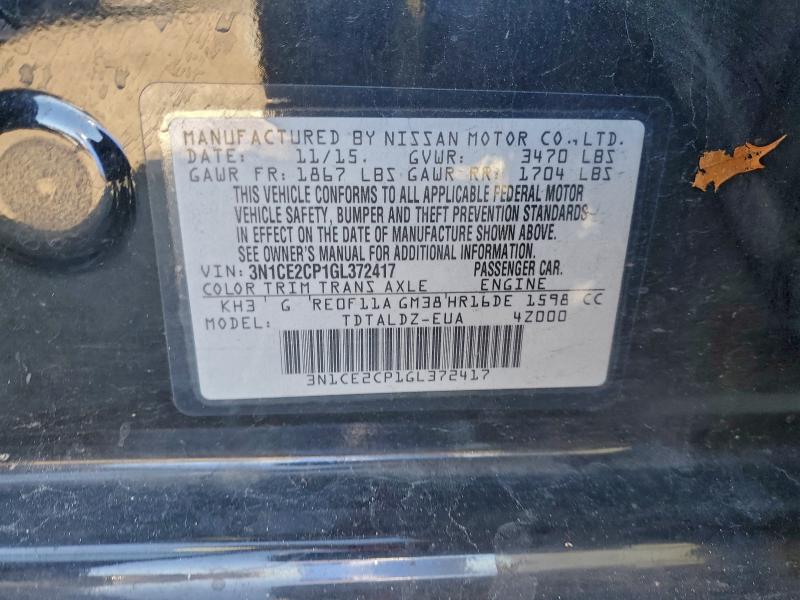 MANUFACTURED BY NISSAN MOTOR CO.,LTD.
DATE: 11/15. GVWR: 3470 LBS
GAWR FR: 1867 LBS GAWR RR: 1704 LBS
THIS VEHICLE CONFORMS TO ALL APPLICABLE FEDERAL MOTOR
VEHICLE SAFETY, BUMPER AND THEFT PREVENTION STANDARDS
IN EFFECT ON THE DATE OF MANUFACTURE SHOWN ABOVE.
SEE OWNER'S MANUAL FOR ADDITIONAL INFORMATION.
VIN: 3N1CE2CP1GL372417 PASSENGER CAR.
COLOR TRIM TRANS AXLE ENGINE
KH3 G RE0F11A GM38 HR16DE 1598 CC
MODEL: TDTALDZ-EUA 4Z000
3N1CE2CP1GL372417